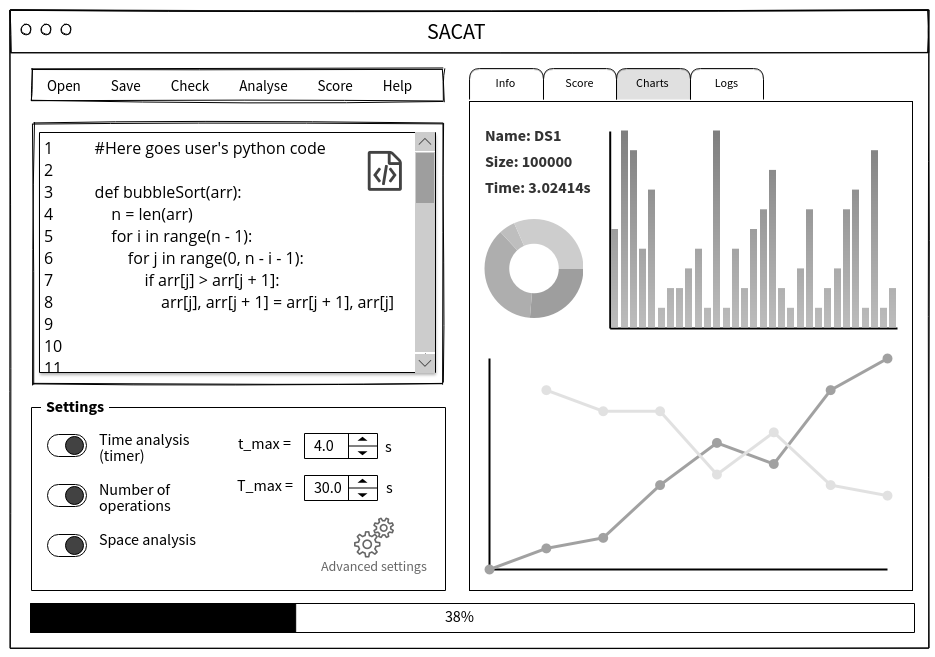 SACAT
Open Save Check Analyse Score Help
1 #Here goes user's python code
2
3 def bubbleSort(arr):
4 n = len(arr)
5 for i in range(n - 1):
6 for j in range(0, n - i - 1):
7 if arr[j] > arr[j + 1]:
8 arr[j], arr[j + 1] = arr[j + 1], arr[j]
9
10
11
Settings
Time analysis
(timer)
t_max = 4.0 s
Number of
operations
T_max = 30.0 s
Space analysis
Advanced settings
Info Score Charts Logs
Name: DS1
Size: 100000
Time: 3.02414s
38%